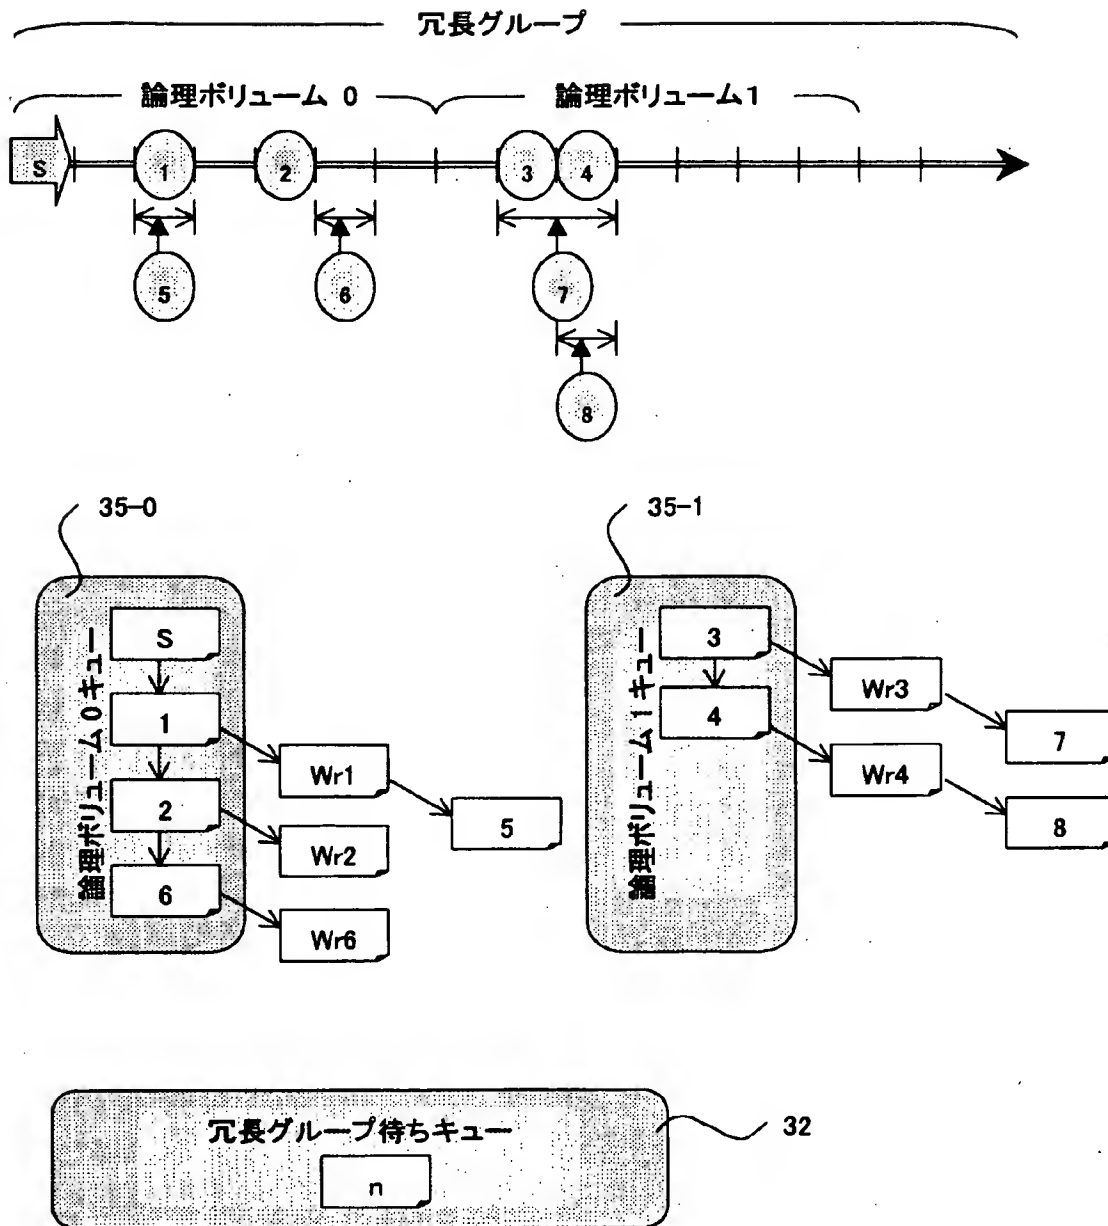 冗長グループ
論理ボリューム 0
論理ボリューム1
S
1
2
3
4
5
6
7
8
35-0
35-1
論理ボリューム0キュー
S
1
2
6
Wr1
Wr2
Wr6
5
論理ボリューム1キュー
3
4
Wr3
Wr4
7
8
冗長グループ待ちキュー
n
32